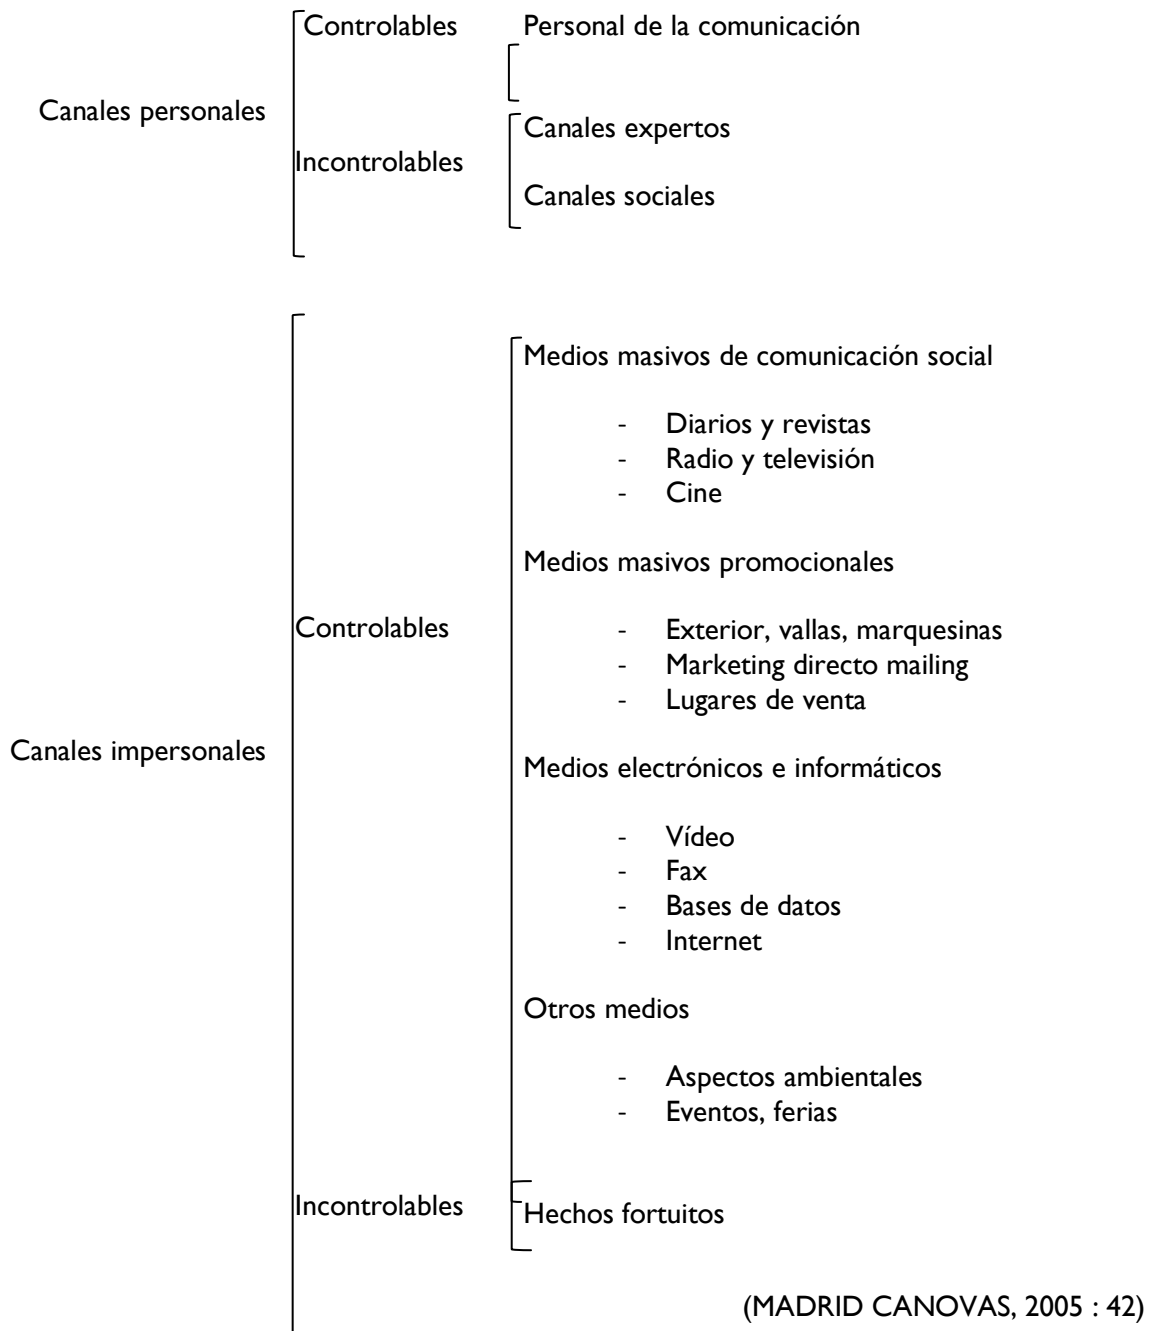 Controlables Personal de la comunicación
Canales personales
Canales expertos
Incontrolables
Canales sociales
Medios masivos de comunicación social
- Diarios y revistas
- Radio y televisión
- Cine
Medios masivos promocionales
Controlables - Exterior, vallas, marquesinas
- Marketing directo mailing
- Lugares de venta
Canales impersonales
Medios electrónicos e informáticos
- Vídeo
- Fax
- Bases de datos
- Internet
Otros medios
- Aspectos ambientales
- Eventos, ferias
Incontrolables Hechos fortuitos
(MADRID CANOVAS, 2005 : 42)